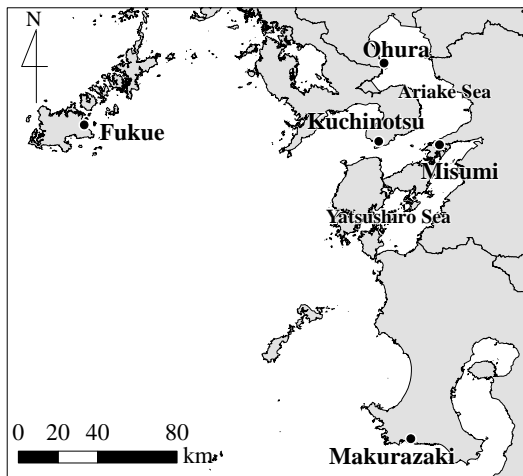 N
Ohura
Ariake Sea
Kuchinotsu
Fukue
Misumi
Yatsushiro Sea
0 20 40 80
km
Makurazaki